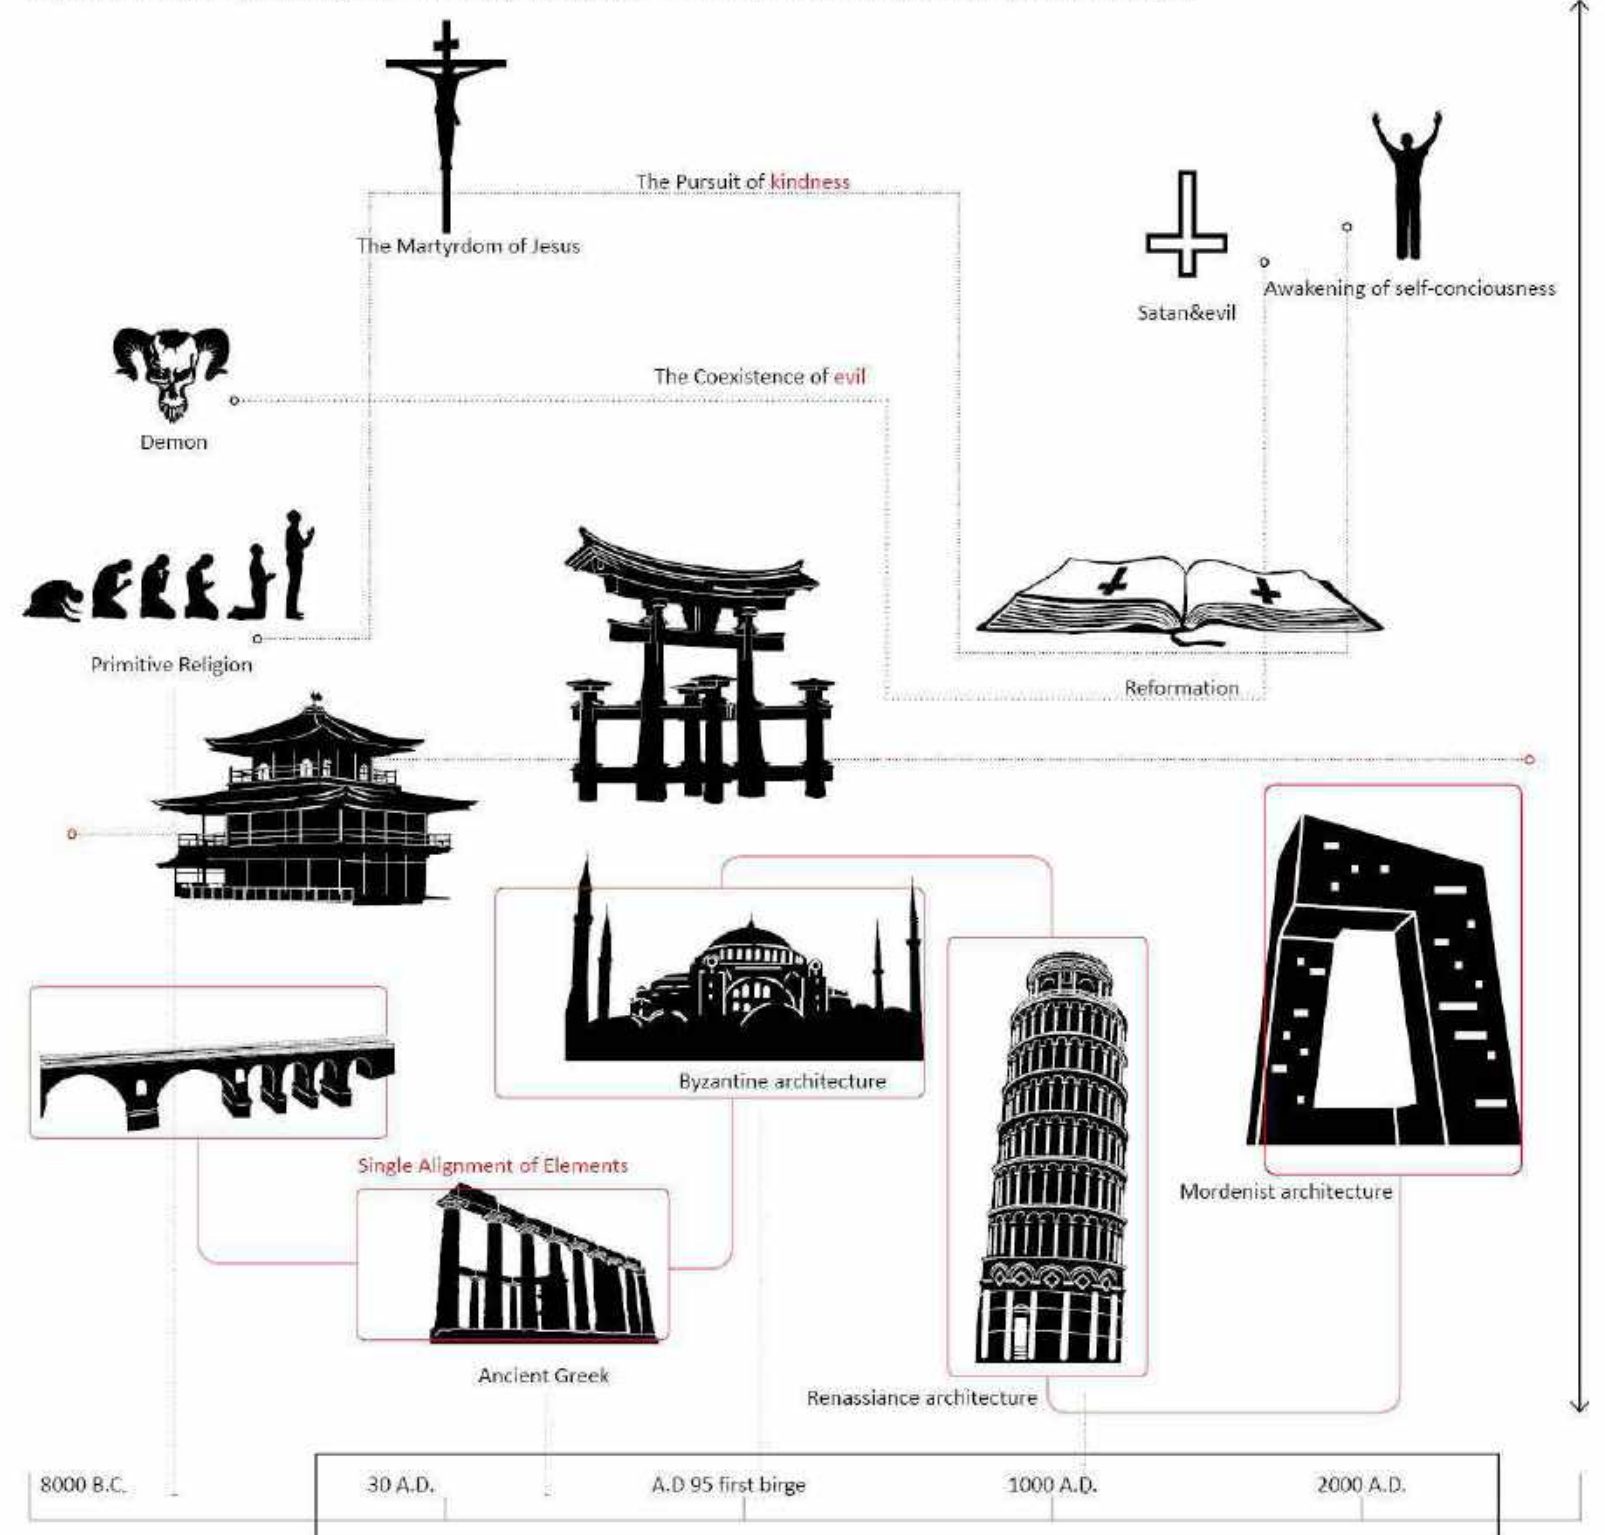 The Pursuit of kindness
The Martyrdom of Jesus
Awakening of self-conciousness
Satan&evil
The Coexistence of evil
Demon
Primitive Religion
Reformation
Byzantine architecture
Single Alignment of Elements
Mordenist architecture
Ancient Greek
Renassiance architecture
8000 B.C.
30 A.D.
A.D 95 first birge
1000 A.D.
2000 A.D.